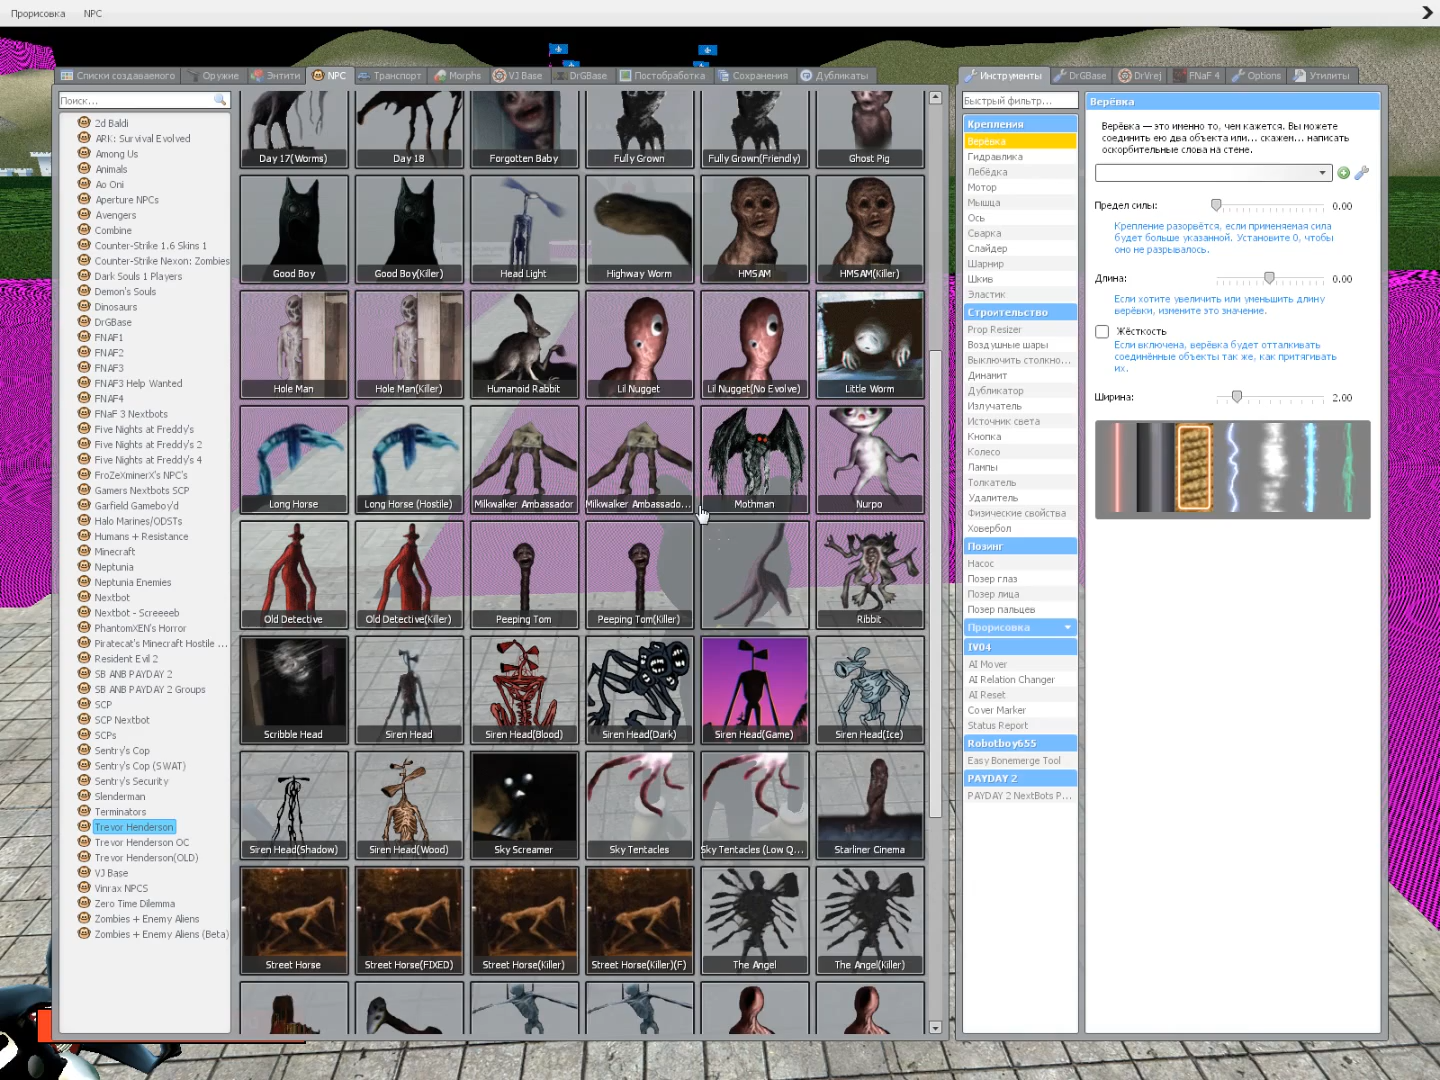 Прорисовка NPC
Списки создаваемого Оружие Энтити NPC Транспорт Morphs VJ Base DrGBase Постобработка Сохранения Дубликаты
Инструменты DrGBase DrVrej FNaF 4 Options Утилиты
Поиск...
2d Baldi
ARK: Survival Evolved
Among Us
Animals
Ao Oni
Aperture NPCs
Avengers
Combine
Counter-Strike 1.6 Skins 1
Counter-Strike Nexon: Zombies
Dark Souls 1 Players
Demon's Souls
Dinosaurs
DrGBase
FNAF1
FNAF2
FNAF3
FNAF3 Help Wanted
FNAF4
FNaF 3 Nextbots
Five Nights at Freddy's
Five Nights at Freddy's 2
Five Nights at Freddy's 4
FroZeXminerX's NPC's
Gamers Nextbots SCP
Garfield Gameboy'd
Halo Marines/ODSTs
Humans + Resistance
Minecraft
Neptunia
Neptunia Enemies
Nextbot
Nextbot - Screeeeb
PhantomXEN's Horror
Piratecat's Minecraft Hostile ...
Resident Evil 2
SB ANB PAYDAY 2
SB ANB PAYDAY 2 Groups
SCP
SCP Nextbot
SCPs
Sentry's Cop
Sentry's Cop (SWAT)
Sentry's Security
Slenderman
Terminators
Trevor Henderson
Trevor Henderson OC
Trevor Henderson(OLD)
VJ Base
Vinrax NPCS
Zero Time Dilemma
Zombies + Enemy Aliens
Zombies + Enemy Aliens (Beta)
Day 17(Worms) Day 18 Forgotten Baby Fully Grown Fully Grown(Friendly) Ghost Pig
Good Boy Good Boy(Killer) Head Light Highway Worm HMSAM HMSAM(Killer)
Hole Man Hole Man(Killer) Humanoid Rabbit Lil Nugget Lil Nugget(No Evolve) Little Worm
Long Horse Long Horse (Hostile) Milkwalker Ambassador Milkwalker Ambassado... Mothman Nurpo
Old Detective Old Detective(Killer) Peeping Tom Peeping Tom(Killer) Ribbit
Scribble Head Siren Head Siren Head(Blood) Siren Head(Dark) Siren Head(Game) Siren Head(Ice)
Siren Head(Shadow) Siren Head(Wood) Sky Screamer Sky Tentacles Sky Tentacles (Low Q... Starliner Cinema
Street Horse Street Horse(FIXED) Street Horse(Killer) Street Horse(Killer)(F) The Angel The Angel(Killer)
Быстрый фильтр...
Крепления
Верёвка
Гидравлика
Лебёдка
Мотор
Мышца
Ось
Сварка
Слайдер
Шарнир
Шкив
Эластик
Строительство
Prop Resizer
Воздушные шары
Выключить столкно...
Динамит
Дубликатор
Излучатель
Источник света
Кнопка
Колесо
Лампы
Толкатель
Удалитель
Физические свойства
Ховербол
Позинг
Насос
Позер глаз
Позер лица
Позер пальцев
Прорисовка
IV04
AI Mover
AI Relation Changer
AI Reset
Cover Marker
Status Report
Robotboy655
Easy Bonemerge Tool
PAYDAY 2
PAYDAY 2 NextBots P...
Верёвка
Верёвка — это именно то, чем кажется. Вы можете
соединить ею два объекта или... скажем... написать
оскорбительные слова на стене.
Предел силы: 0.00
Крепление разорвётся, если применяемая сила
будет больше указанной. Установите 0, чтобы
оно не разрывалось.
Длина: 0.00
Если хотите увеличить или уменьшить длину
верёвки, измените это значение.
Жёсткость
Если включена, верёвка будет отталкивать
соединённые объекты так же, как притягивать
их.
Ширина: 2.00